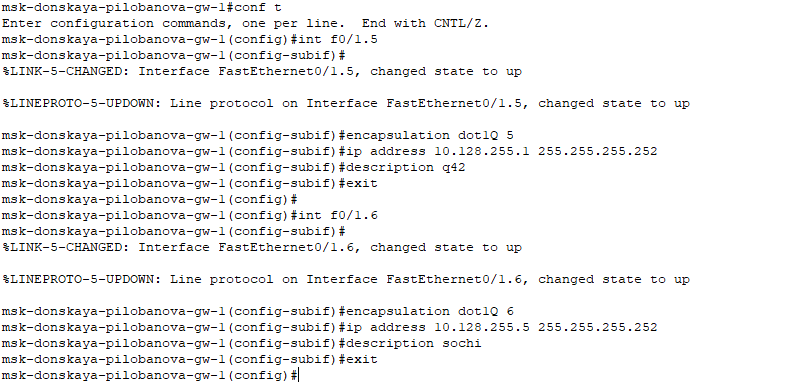 msk-donskaya-pilobanova-gw-1#conf t
Enter configuration commands, one per line.  End with CNTL/Z.
msk-donskaya-pilobanova-gw-1(config)#int f0/1.5
msk-donskaya-pilobanova-gw-1(config-subif)#
%LINK-5-CHANGED: Interface FastEthernet0/1.5, changed state to up

%LINEPROTO-5-UPDOWN: Line protocol on Interface FastEthernet0/1.5, changed state to up

msk-donskaya-pilobanova-gw-1(config-subif)#encapsulation dot1Q 5
msk-donskaya-pilobanova-gw-1(config-subif)#ip address 10.128.255.1 255.255.255.252
msk-donskaya-pilobanova-gw-1(config-subif)#description q42
msk-donskaya-pilobanova-gw-1(config-subif)#exit
msk-donskaya-pilobanova-gw-1(config)#
msk-donskaya-pilobanova-gw-1(config)#int f0/1.6
msk-donskaya-pilobanova-gw-1(config-subif)#
%LINK-5-CHANGED: Interface FastEthernet0/1.6, changed state to up

%LINEPROTO-5-UPDOWN: Line protocol on Interface FastEthernet0/1.6, changed state to up

msk-donskaya-pilobanova-gw-1(config-subif)#encapsulation dot1Q 6
msk-donskaya-pilobanova-gw-1(config-subif)#ip address 10.128.255.5 255.255.255.252
msk-donskaya-pilobanova-gw-1(config-subif)#description sochi
msk-donskaya-pilobanova-gw-1(config-subif)#exit
msk-donskaya-pilobanova-gw-1(config)#